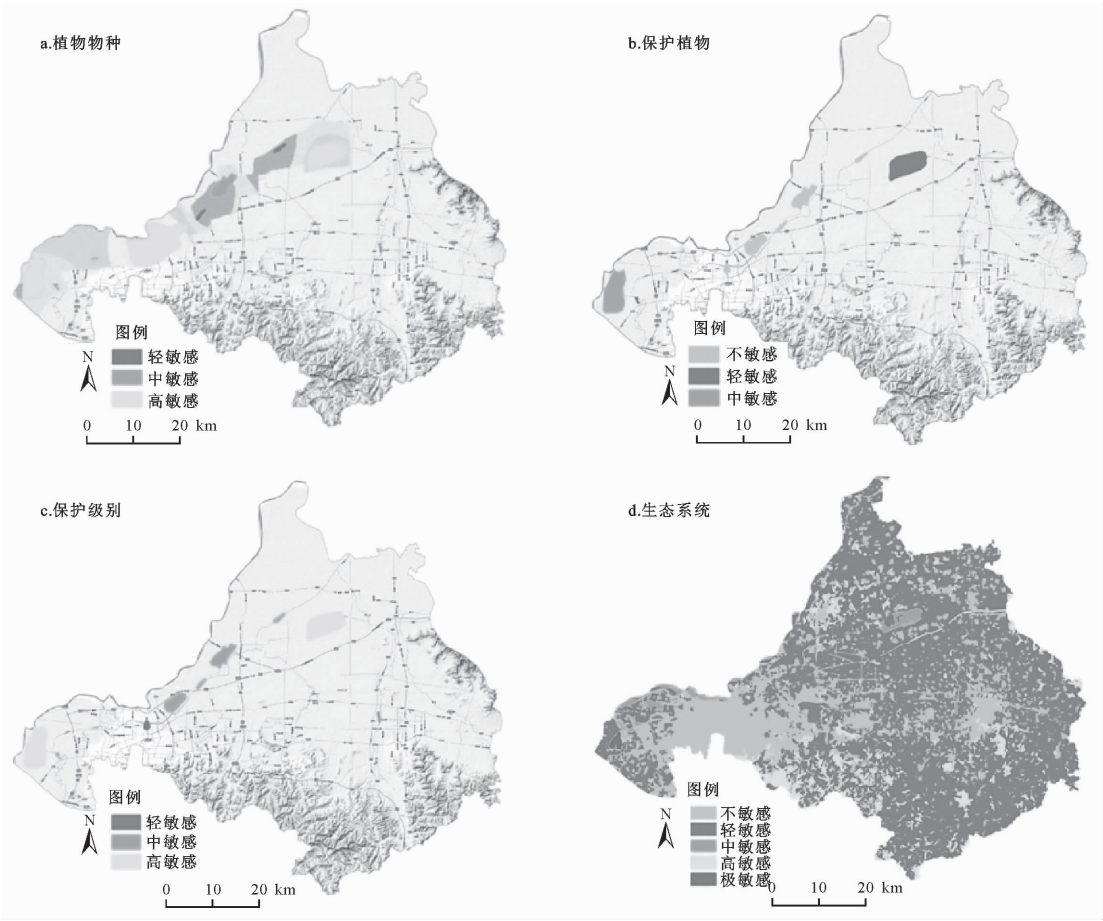 a.植物物种
图例
N
轻敏感
中敏感
高敏感
0 10 20 km
b.保护植物
图例
不敏感
N
轻敏感
中敏感
0 10 20 km
c.保护级别
图例
N
轻敏感
中敏感
高敏感
0 10 20 km
d.生态系统
图例
不敏感
N
轻敏感
中敏感
高敏感
极敏感
0 10 20 km